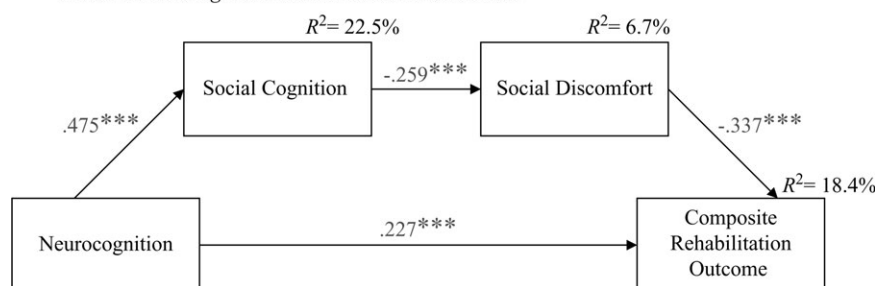 R²= 22.5%
R²= 6.7%
Social Cognition
-.259***
Social Discomfort
.475***
-.337***
R²= 18.4%
Neurocognition
.227***
Composite
Rehabilitation
Outcome